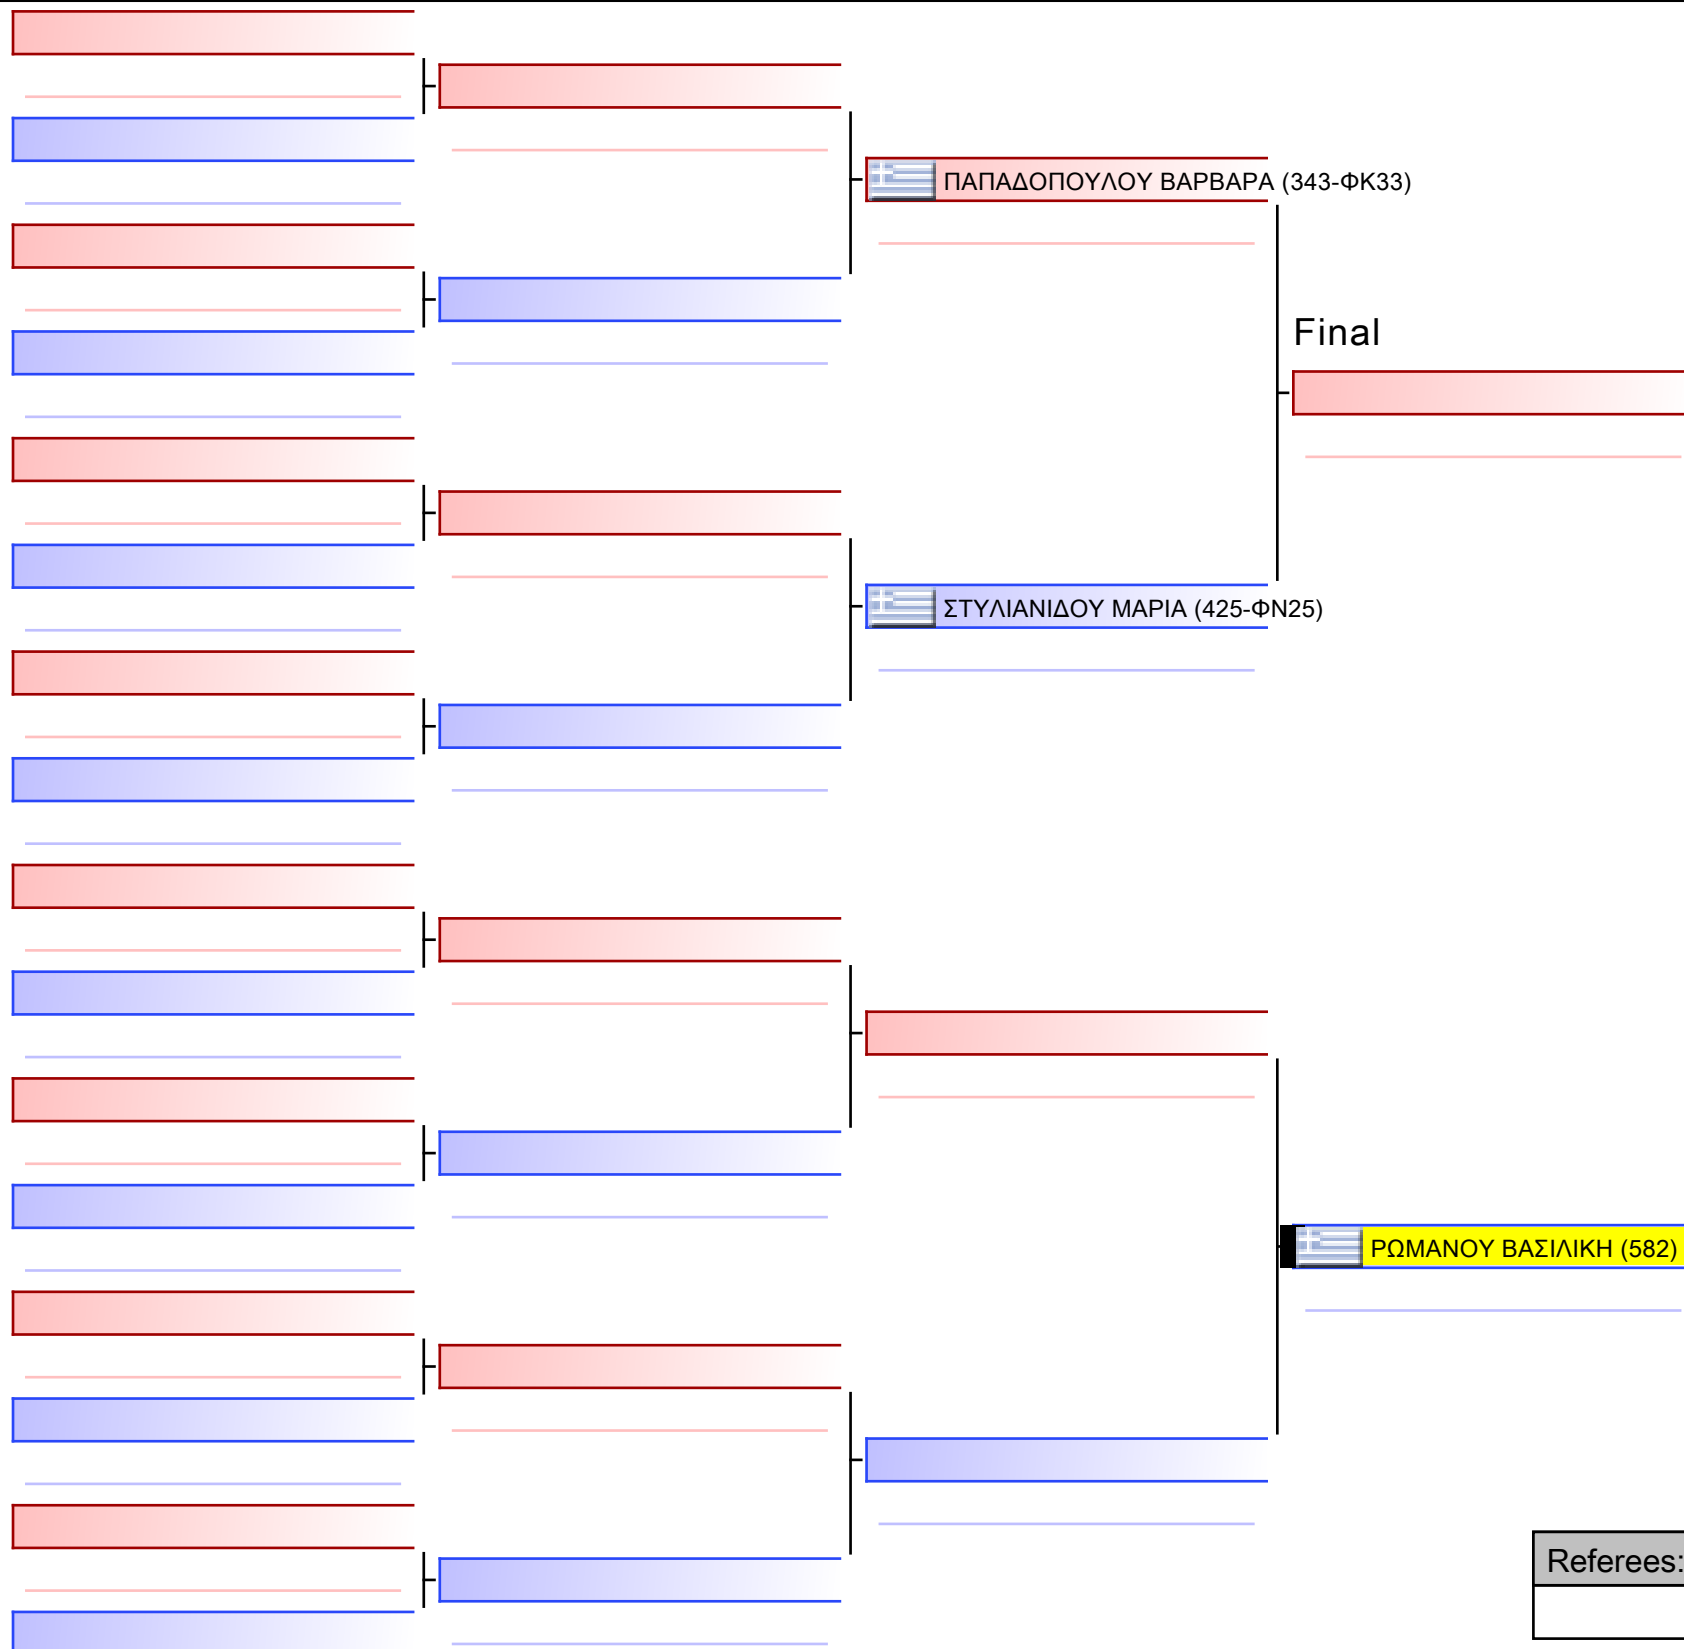 ΠΑΠΑΔΟΠΟΥΛΟΥ ΒΑΡΒΑΡΑ (343-ΦΚ33)
Final
ΣΤΥΛΙΑΝΙΔΟΥ ΜΑΡΙΑ (425-ΦΝ25)
ΡΩΜΑΝΟΥ ΒΑΣΙΛΙΚΗ (582)
Referees: